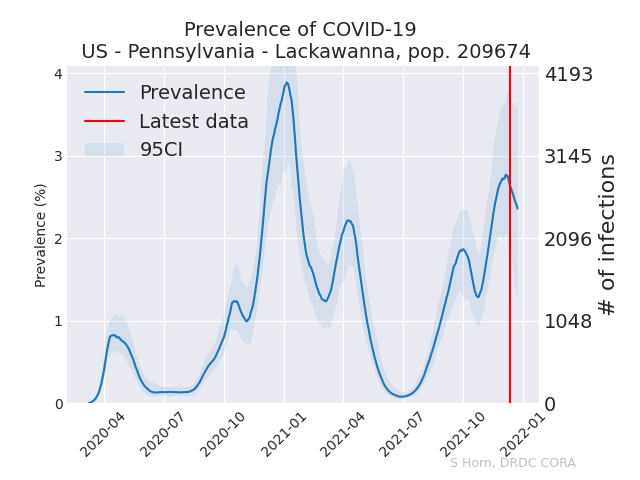 Prevalence of COVID-19
US - Pennsylvania - Lackawanna, pop. 209674
Prevalence
Latest data
95CI
Prevalence (%)
4
3
2
1
0
4193
3145
2096
1048
0
# of infections
2020-04
2020-07
2020-10
2021-01
2021-04
2021-07
2021-10
2022-01
S Horn, DRDC CORA